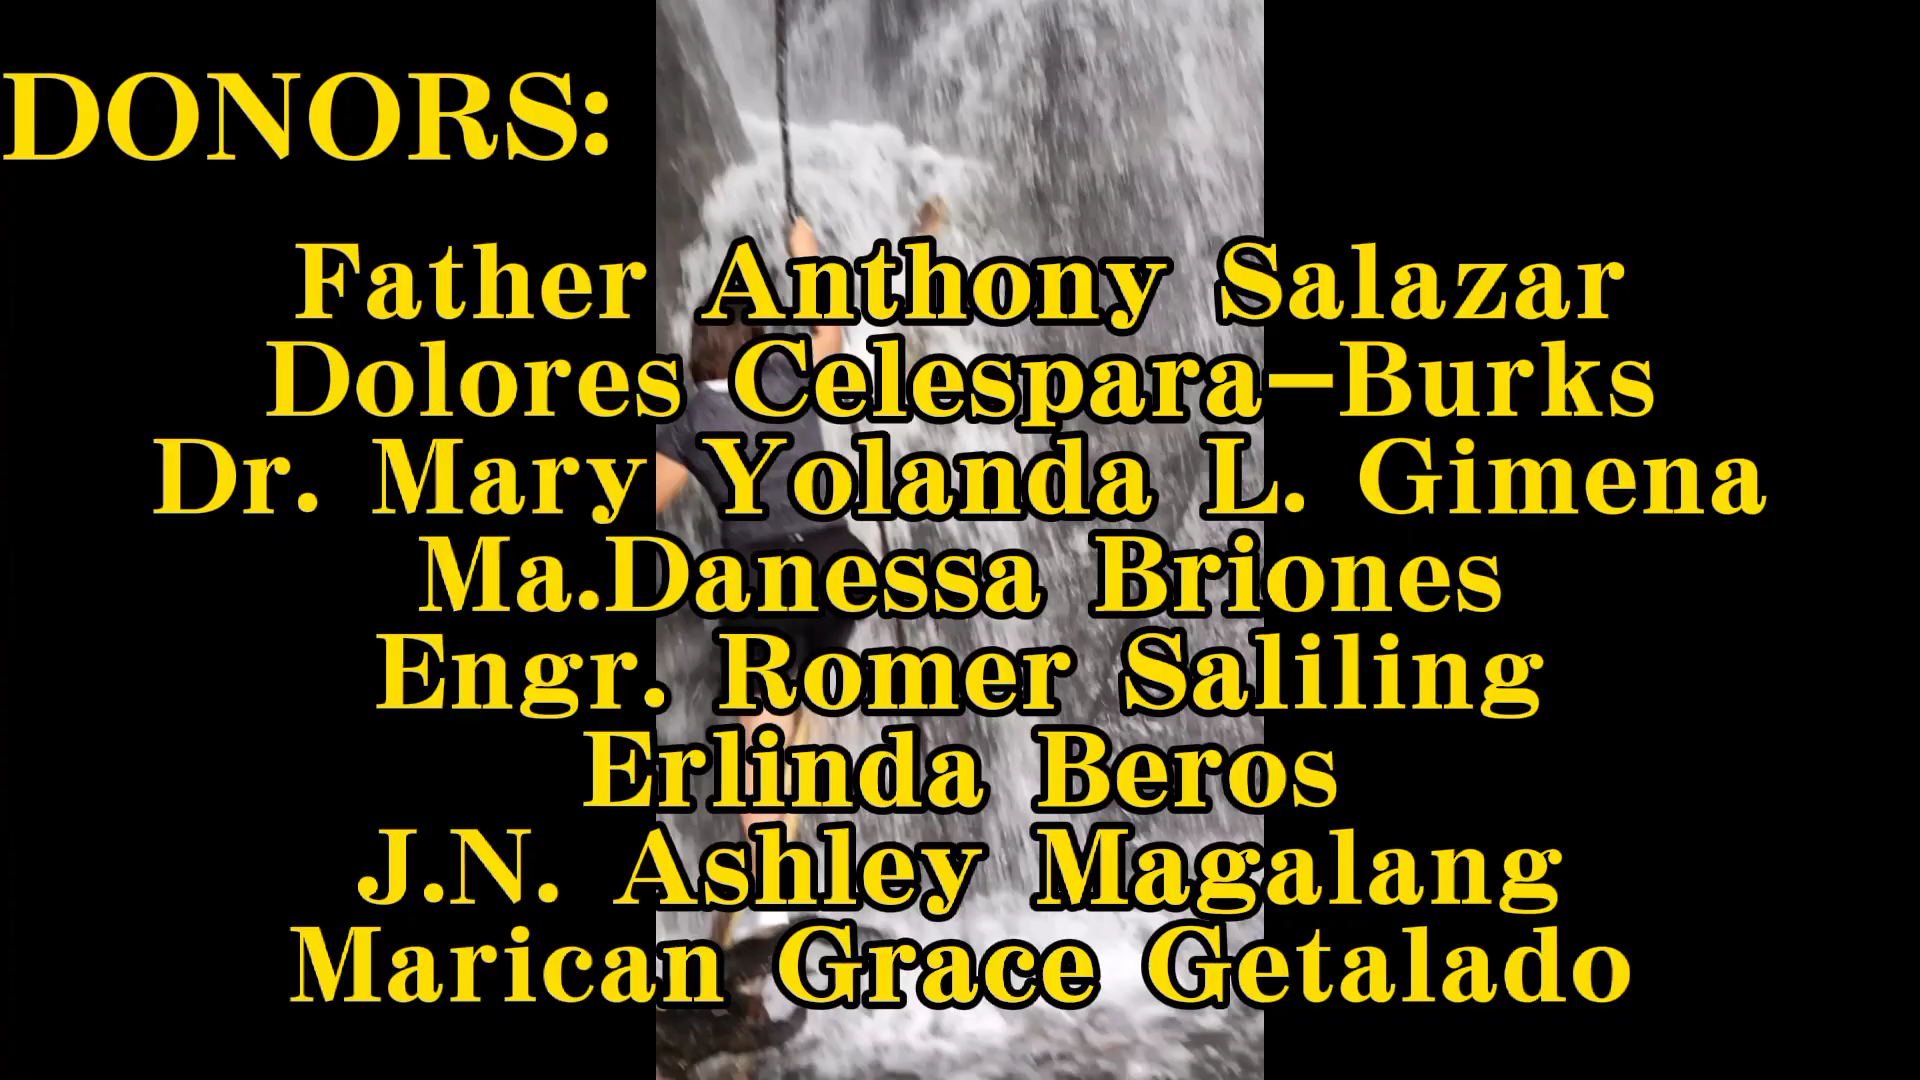 DONORS:
Father Anthony Salazar
Dolores Celespara-Burks
Dr. Mary Yolanda L. Gimena
Ma.Danessa Briones
Engr. Romer Saliling
Erlinda Beros
J.N. Ashley Magalang
Marican Grace Getalado